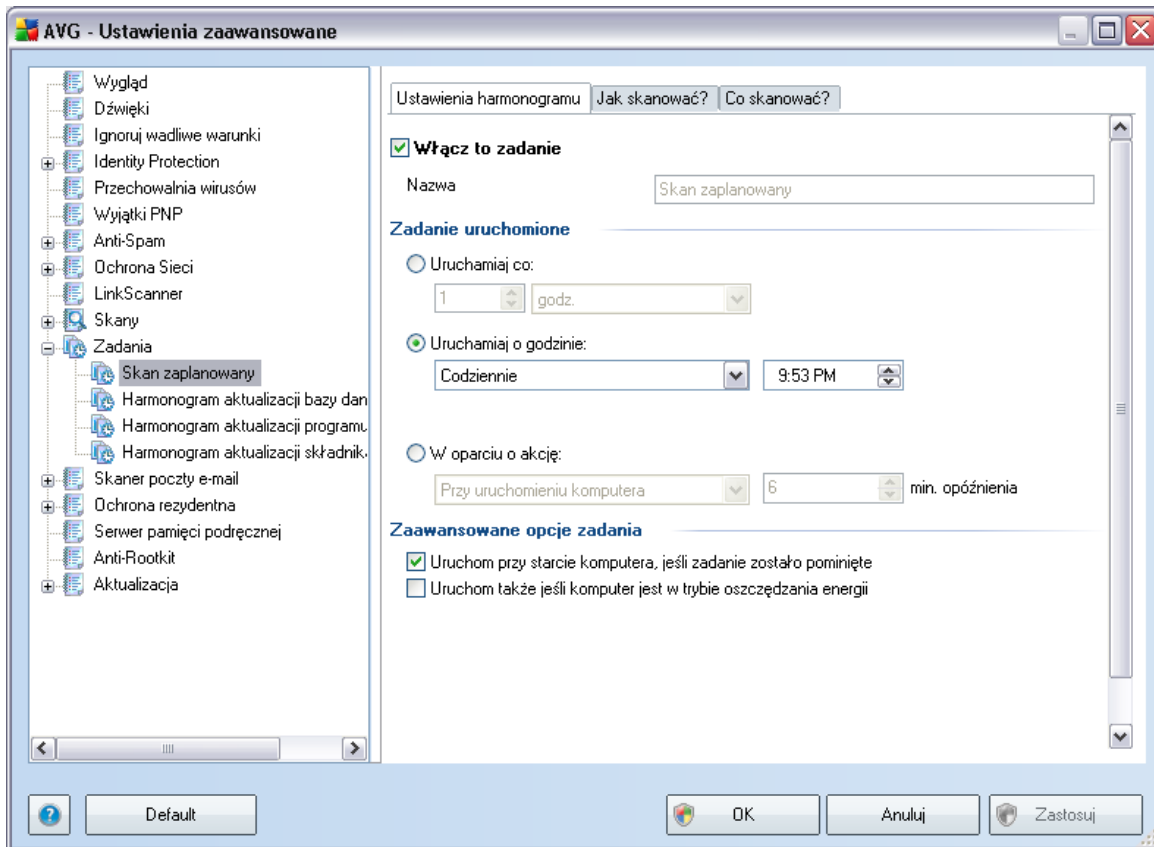 AVG - Ustawienia zaawansowane
Wygląd
Dźwięki
Ignoruj wadliwe warunki
Identity Protection
Przechowalnia wirusów
Wyjątki PNP
Anti-Spam
Ochrona Sieci
LinkScanner
Skany
Zadania
Skan zaplanowany
Harmonogram aktualizacji bazy dan
Harmonogram aktualizacji programu
Harmonogram aktualizacji składnik
Skaner poczty e-mail
Ochrona rezydentna
Serwer pamięci podręcznej
Anti-Rootkit
Aktualizacja
Ustawienia harmonogramu Jak skanować? Co skanować?
Włącz to zadanie
Nazwa Skan zaplanowany
Zadanie uruchomione
Uruchamiaj co:
1 godz.
Uruchamiaj o godzinie:
Codziennie 9:53 PM
W oparciu o akcję:
Przy uruchomieniu komputera 6 min. opóźnienia
Zaawansowane opcje zadania
Uruchom przy starcie komputera, jeśli zadanie zostało pominięte
Uruchom także jeśli komputer jest w trybie oszczędzania energii
? Default OK Anuluj Zastosuj